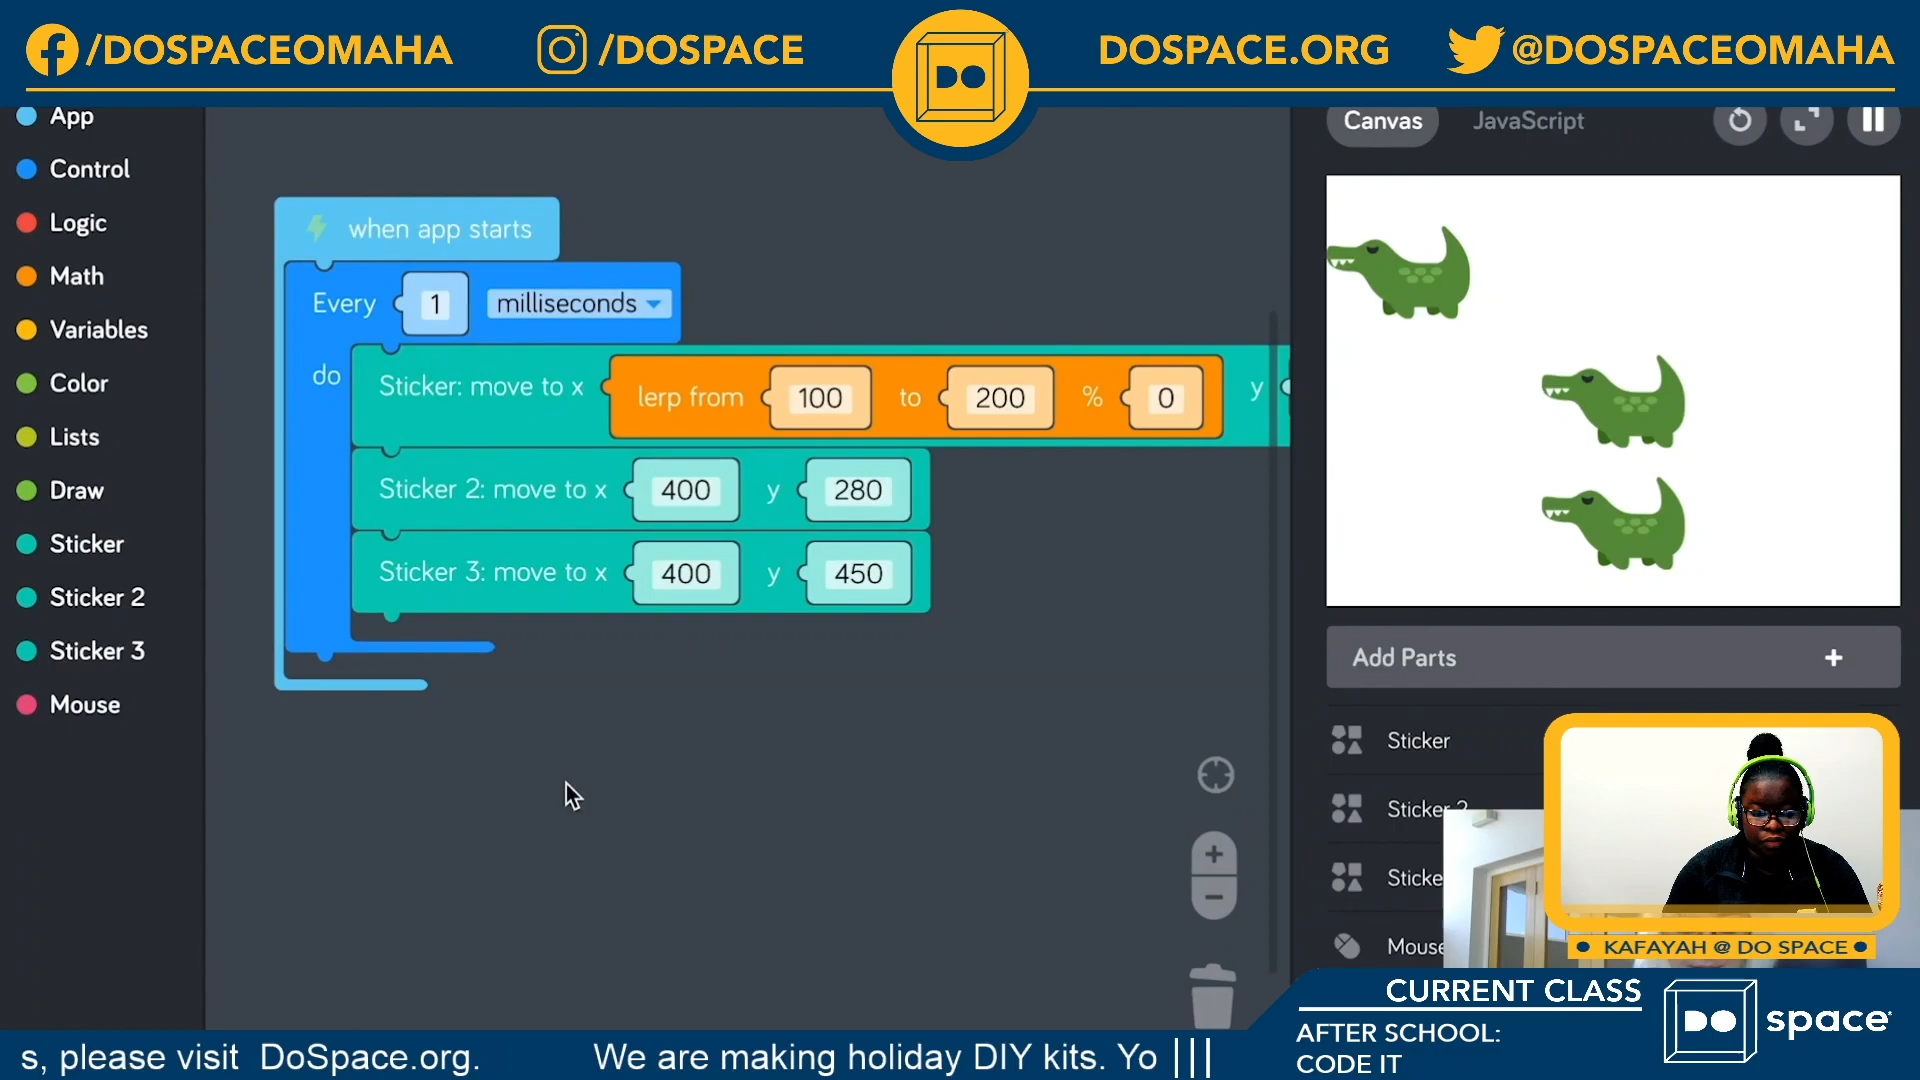 /DOSPACEOMAHA
/DOSPACE
DO
DOSPACE.ORG
@DOSPACEOMAHA
App
Control
Logic
Math
Variables
Color
Lists
Draw
Sticker
Sticker 2
Sticker 3
Mouse
when app starts
Every 1 milliseconds
do
Sticker: move to x lerp from 100 to 200 % 0 y
Sticker 2: move to x 400 y 280
Sticker 3: move to x 400 y 450
Canvas JavaScript
Add Parts +
Sticker
Sticker 2
Sticke
Mouse
KAFAYAH @ DO SPACE
CURRENT CLASS
AFTER SCHOOL:
CODE IT
DO space
s, please visit DoSpace.org. We are making holiday DIY kits. Yo |||